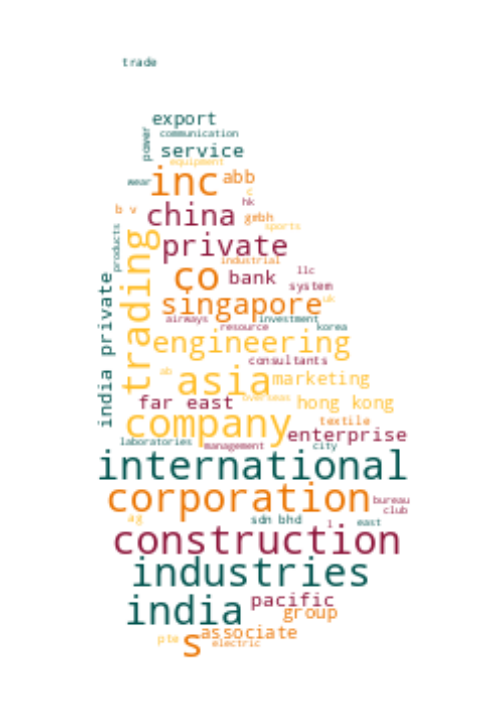 trade
export
power
communication
service
equipment
wear
inc
abb
c
hk
b v
china
gmbh
sports
products
trading
private
industrial
co
bank
llc
system
india private
singapore
uk
airways
investment
resource
korea
engineering
consultants
ab
asia
marketing
far east
overseas
hong kong
company
textile
enterprise
laboratories
management
city
international
corporation
bureau
club
ag
sdn bhd
l
east
construction
industries
india
pacific
group
associate
pte
s
electric